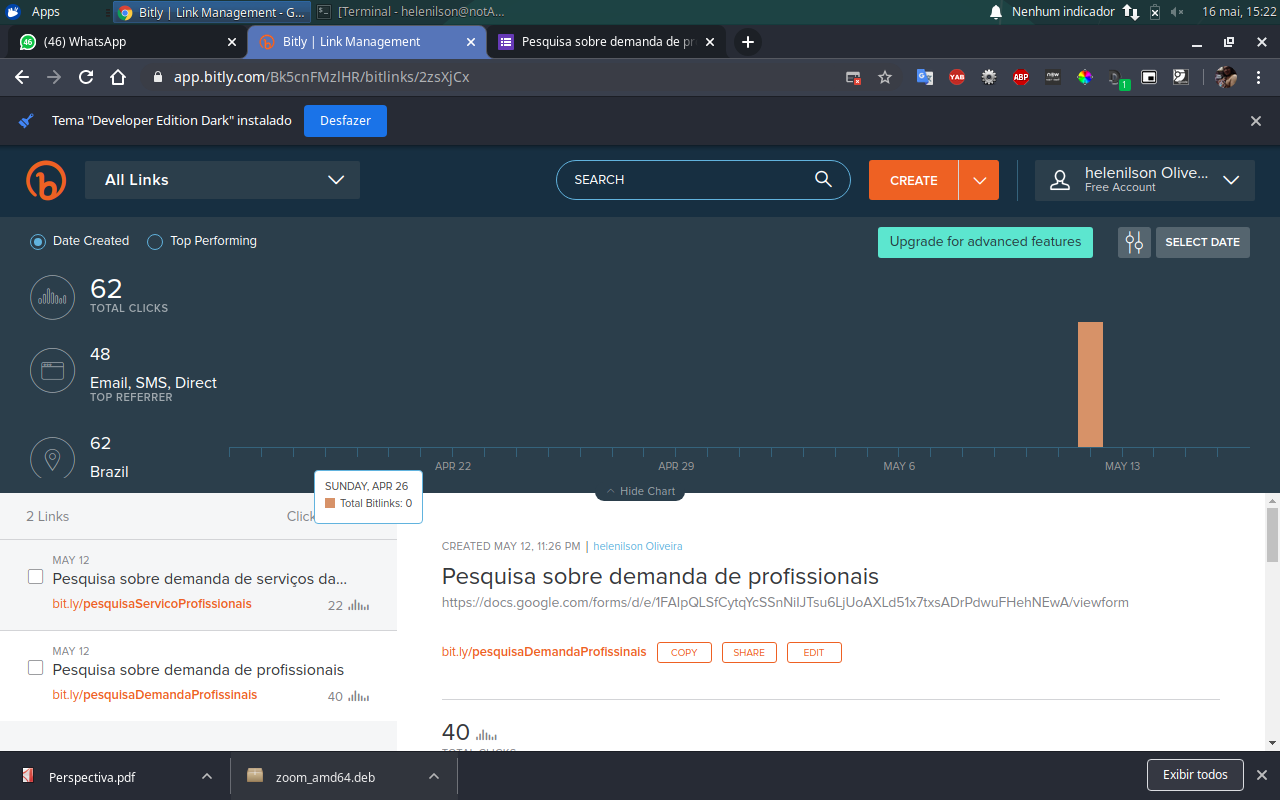 Apps
Bitly | Link Management - G...
[Terminal - helenilson@notA...
Nenhum indicador
16 mai, 15:22
46
(46) WhatsApp
Bitly | Link Management
Pesquisa sobre demanda de pr
app.bitly.com/Bk5cnFMzlHR/bitlinks/2zsXjCx
YAB
ABP
1
Tema "Developer Edition Dark" instalado
Desfazer
All Links
SEARCH
CREATE
helenilson Olive...
Free Account
Date Created
Top Performing
Upgrade for advanced features
SELECT DATE
62
TOTAL CLICKS
48
Email, SMS, Direct
TOP REFERRER
62
Brazil
APR 22
APR 29
MAY 6
MAY 13
SUNDAY, APR 26
Total Bitlinks: 0
Hide Chart
2 Links
Clic
MAY 12
Pesquisa sobre demanda de serviços da...
bit.ly/pesquisaServicoProfissionais
22
MAY 12
Pesquisa sobre demanda de profissionais
bit.ly/pesquisaDemandaProfissinais
40
CREATED MAY 12, 11:26 PM | helenilson Oliveira
Pesquisa sobre demanda de profissionais
https://docs.google.com/forms/d/e/1FAIpQLSfCytqYcSSnNiIJTsu6LjUoAXLd51x7txsADrPdwuFHehNEwA/viewform
bit.ly/pesquisaDemandaProfissinais
COPY
SHARE
EDIT
40
TOTAL CLICKS
Perspectiva.pdf
zoom_amd64.deb
Exibir todos